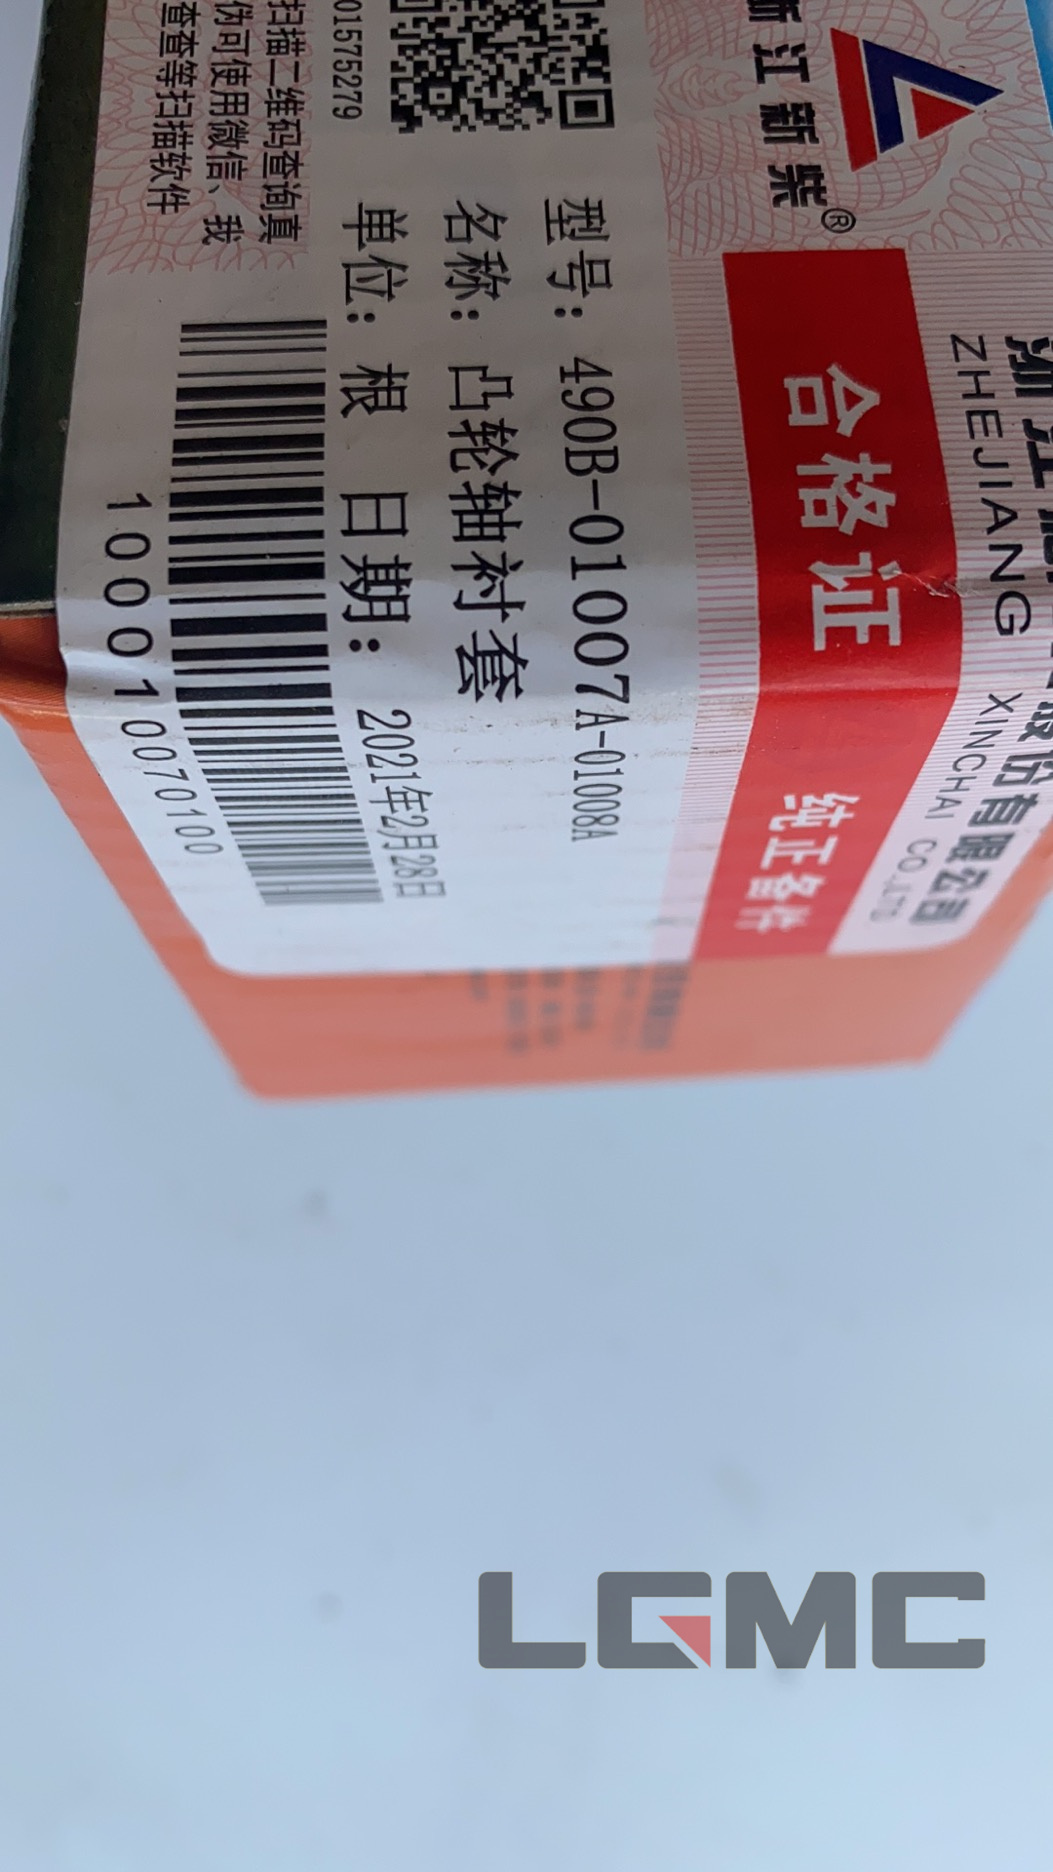 浙江新柴®
ZHEJIANG XINCHAI CO.,LTD
合格证 纯正备件
型号: 490B-01007A-01008A
名称: 凸轮轴衬套
单位: 根 日期: 2021年2月28日
01575279
扫描二维码查询真
伪可使用微信、我
查查等扫描软件
100010070100
LGMC